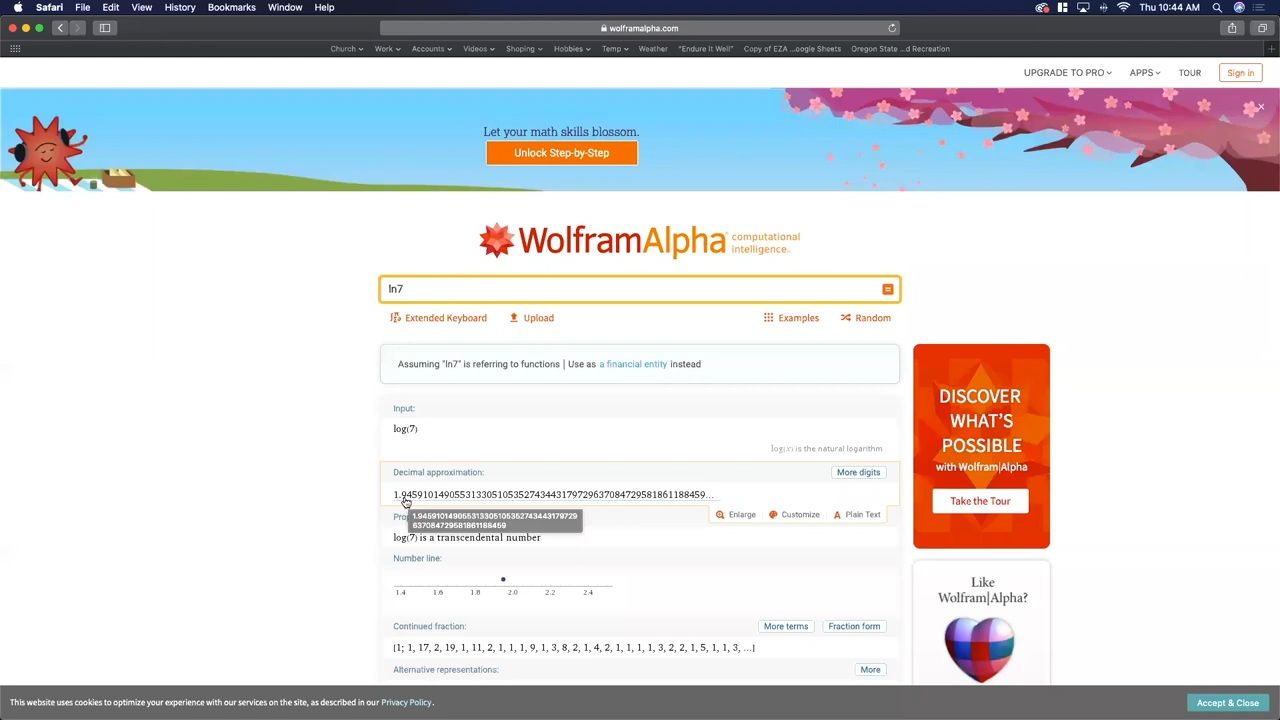 Safari File Edit View History Bookmarks Window Help Thu 10:44 AM
wolframalpha.com
Church Work Accounts Videos Shoping Hobbies Temp Weather "Endure It Well" Copy of EZA ...oogle Sheets Oregon State ...d Recreation
UPGRADE TO PRO APPS TOUR Sign in
Let your math skills blossom.
Unlock Step-by-Step
WolframAlpha computational intelligence.
ln7
Extended Keyboard Upload Examples Random
Assuming "ln7" is referring to functions | Use as a financial entity instead
Input:
log(7)
log(x) is the natural logarithm
Decimal approximation: More digits
1.945910149055313305105352743443179729637084729581861188459...
1.94591014905531330510535274344317972963708472958186118 8459
Enlarge Customize Plain Text
log(7) is a transcendental number
Number line:
1.4 1.6 1.8 2.0 2.2 2.4
Continued fraction: More terms Fraction form
[1; 1, 17, 2, 19, 1, 11, 2, 1, 1, 1, 9, 1, 3, 8, 2, 1, 4, 2, 1, 1, 1, 1, 3, 2, 2, 1, 5, 1, 1, 3, ...]
Alternative representations: More
DISCOVER
WHAT'S
POSSIBLE
with Wolfram|Alpha
Take the Tour
Like
Wolfram|Alpha?
This website uses cookies to optimize your experience with our services on the site, as described in our Privacy Policy. Accept & Close